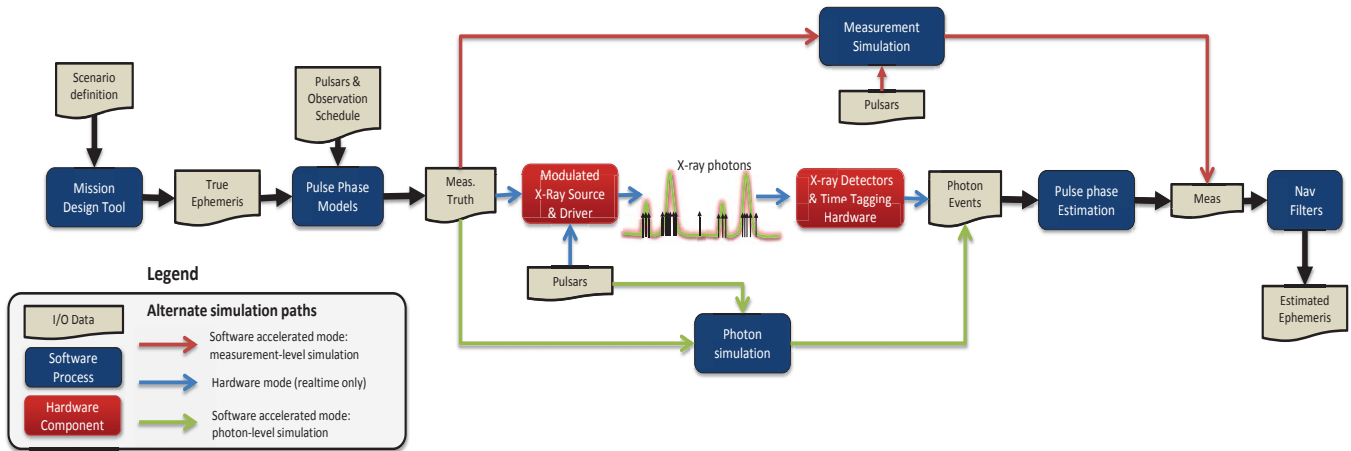 Measurement
Simulation
Pulsars
Scenario
definition
Pulsars &
Observation
Schedule
Mission
Design Tool
True
Ephemeris
Pulse Phase
Models
Meas.
Truth
Modulated
X-Ray Source
& Driver
X-ray photons
X-ray Detectors
& Time Tagging
Hardware
Photon
Events
Pulse phase
Estimation
Meas
Nav
Filters
Pulsars
Photon
simulation
Estimated
Ephemeris
Legend
I/O Data
Software
Process
Hardware
Component
Alternate simulation paths
Software accelerated mode:
measurement-level simulation
Hardware mode (realtime only)
Software accelerated mode:
photon-level simulation